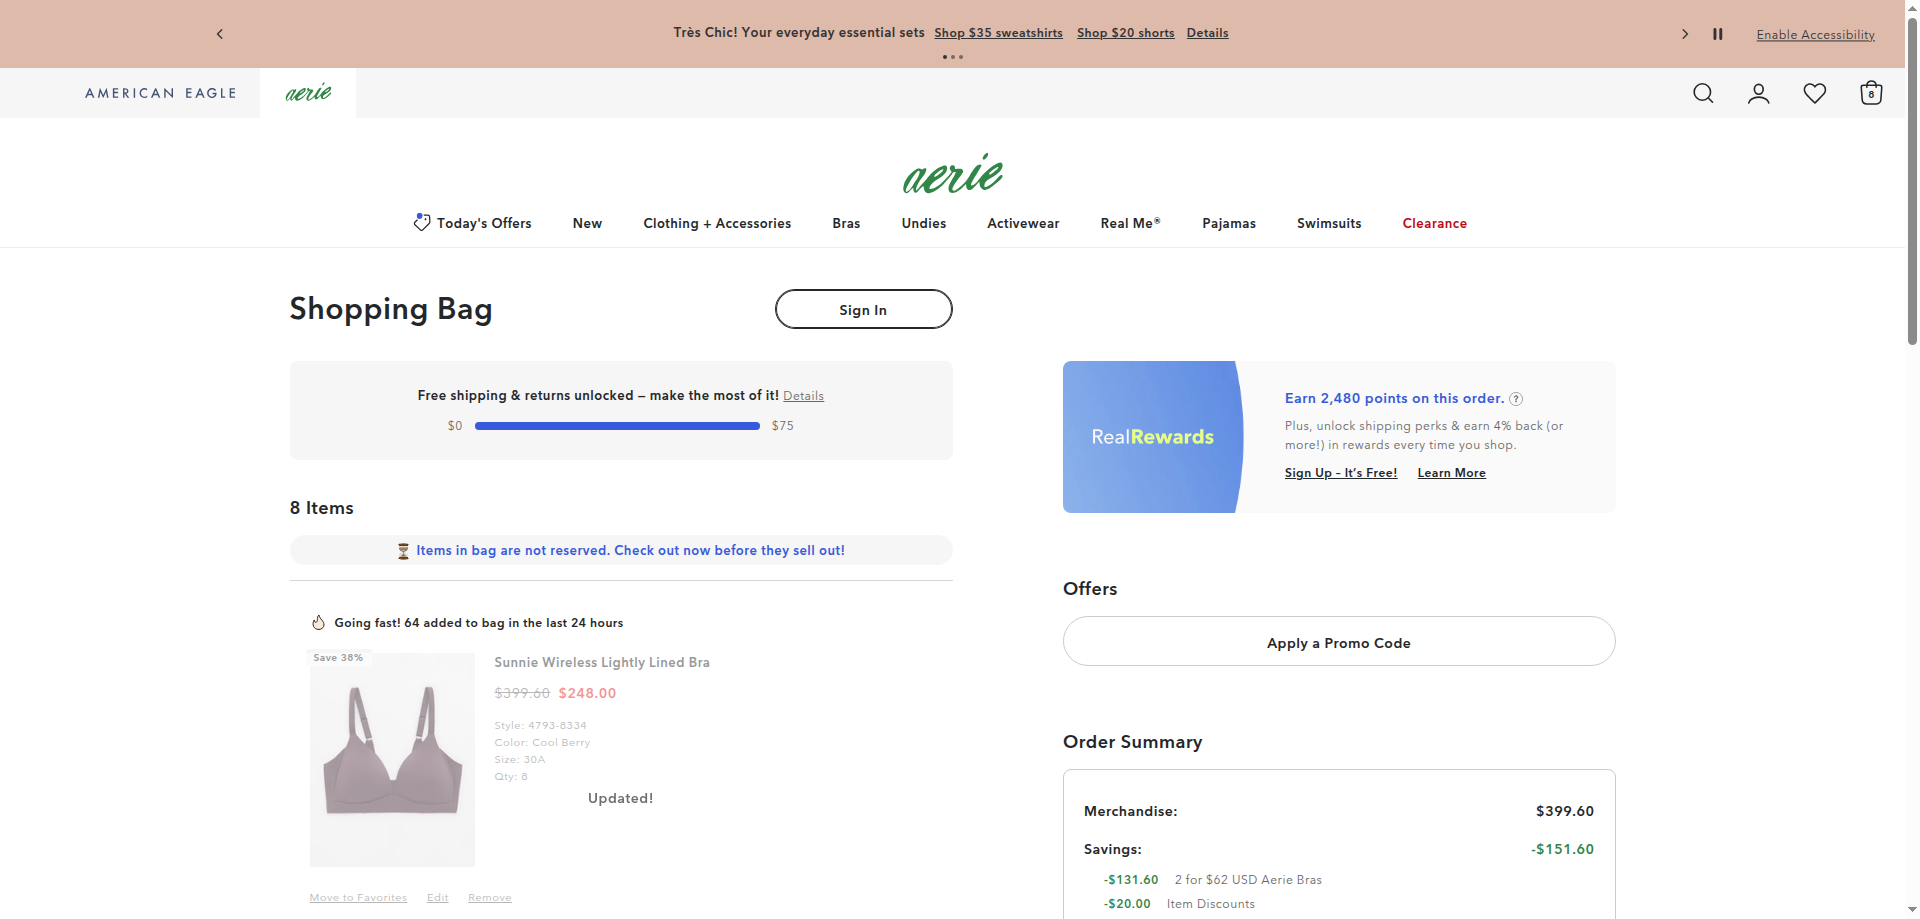 Très Chic! Your everyday essential sets Shop $35 sweatshirts Shop $20 shorts Details
Enable Accessibility
AMERICAN EAGLE
aerie
8
aerie
Today's Offers
New
Clothing + Accessories
Bras
Undies
Activewear
Real Me®
Pajamas
Swimsuits
Clearance
Shopping Bag
Sign In
Free shipping & returns unlocked – make the most of it! Details
$0
$75
RealRewards
Earn 2,480 points on this order. ?
Plus, unlock shipping perks & earn 4% back (or
more!) in rewards every time you shop.
Sign Up – It's Free!
Learn More
8 Items
Items in bag are not reserved. Check out now before they sell out!
Going fast! 64 added to bag in the last 24 hours
Save 38%
Sunnie Wireless Lightly Lined Bra
$399.60 $248.00
Style: 4793-8334
Color: Cool Berry
Size: 30A
Qty: 8
Updated!
Move to Favorites
Edit
Remove
Offers
Apply a Promo Code
Order Summary
Merchandise: $399.60
Savings: -$151.60
-$131.60 2 for $62 USD Aerie Bras
-$20.00 Item Discounts